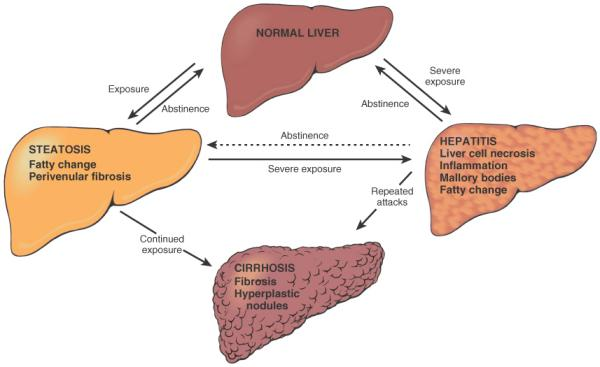 NORMAL LIVER
Exposure
Abstinence
Severe
exposure
Abstinence
STEATOSIS
Fatty change
Perivenular fibrosis
Abstinence
Severe exposure
HEPATITIS
Liver cell necrosis
Inflammation
Mallory bodies
Fatty change
Repeated
attacks
Continued
exposure
CIRRHOSIS
Fibrosis
Hyperplastic
nodules